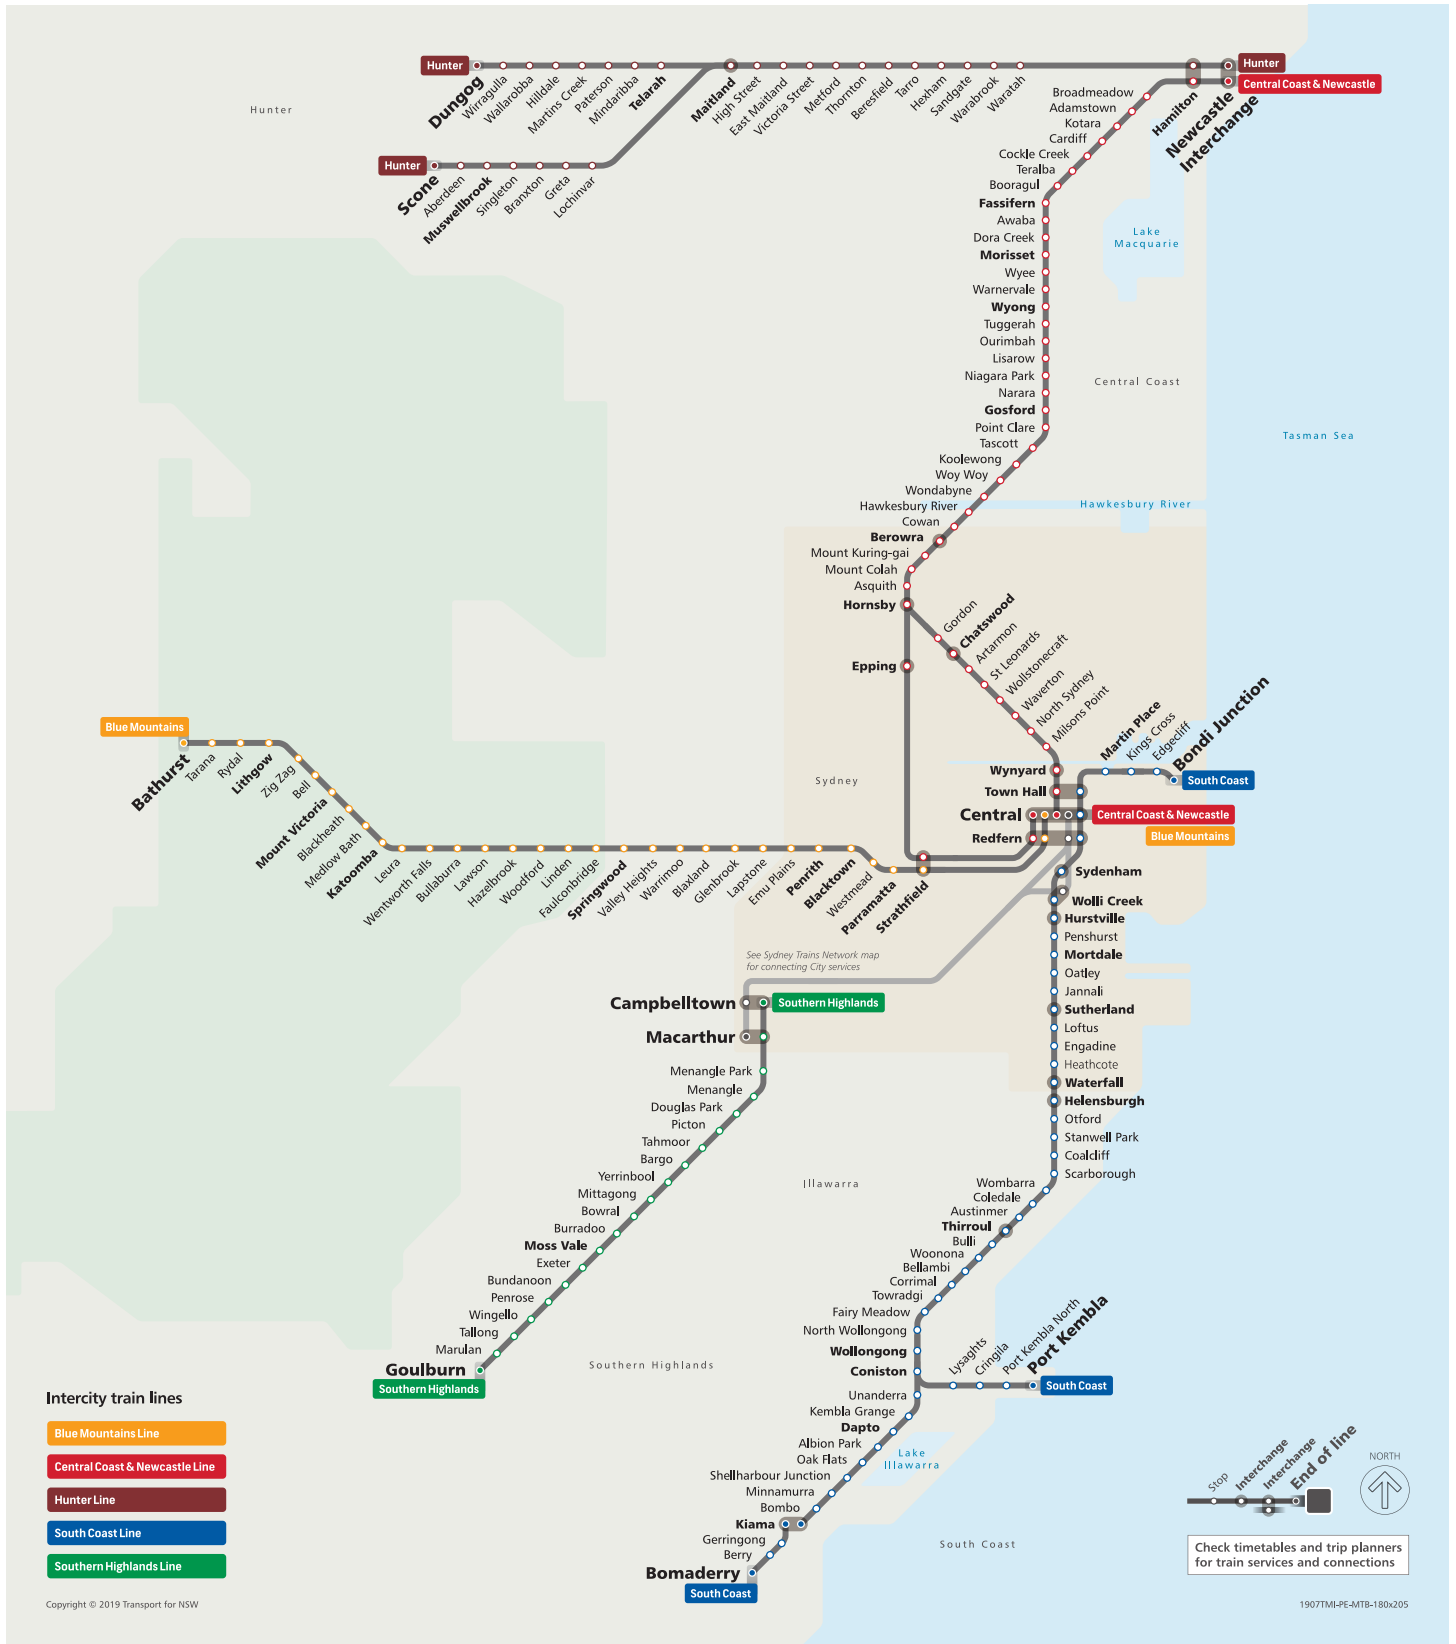 Hunter
Dungog
Wirragulla
Wallarobba
Hilldale
Martins Creek
Paterson
Mindaribba
Telarah
Maitland
High Street
East Maitland
Victoria Street
Metford
Thornton
Beresfield
Tarro
Hexham
Sandgate
Warabrook
Waratah
Hamilton
Newcastle
Interchange
Hunter
Central Coast & Newcastle
Hunter
Hunter
Scone
Aberdeen
Muswellbrook
Singleton
Branxton
Greta
Lochinvar
Broadmeadow
Adamstown
Kotara
Cardiff
Cockle Creek
Teralba
Booragul
Fassifern
Awaba
Dora Creek
Morisset
Wyee
Warnervale
Wyong
Tuggerah
Ourimbah
Lisarow
Niagara Park
Narara
Gosford
Point Clare
Tascott
Koolewong
Woy Woy
Wondabyne
Hawkesbury River
Cowan
Berowra
Mount Kuring-gai
Mount Colah
Asquith
Hornsby
Epping
Lake
Macquarie
Central Coast
Tasman Sea
Hawkesbury River
Gordon
Chatswood
Artarmon
St Leonards
Wollstonecraft
Waverton
North Sydney
Milsons Point
Wynyard
Town Hall
Central
Redfern
Sydney
Martin Place
Kings Cross
Edgecliff
Bondi Junction
South Coast
Central Coast & Newcastle
Blue Mountains
Blue Mountains
Bathurst
Tarana
Rydal
Lithgow
Zig Zag
Bell
Mount Victoria
Blackheath
Medlow Bath
Katoomba
Leura
Wentworth Falls
Bullaburra
Lawson
Hazelbrook
Woodford
Linden
Faulconbridge
Springwood
Valley Heights
Warrimoo
Blaxland
Glenbrook
Lapstone
Emu Plains
Penrith
Blacktown
Westmead
Parramatta
Strathfield
Sydenham
Wolli Creek
Hurstville
Penshurst
Mortdale
Oatley
Jannali
Sutherland
Loftus
Engadine
Heathcote
Waterfall
Helensburgh
Otford
Stanwell Park
Coalcliff
Scarborough
Wombarra
Coledale
Austinmer
Thirroul
Bulli
Woonona
Bellambi
Corrimal
Towradgi
Fairy Meadow
North Wollongong
Wollongong
Coniston
Unanderra
Kembla Grange
Dapto
Albion Park
Oak Flats
Shellharbour Junction
Minnamurra
Bombo
Kiama
Gerringong
Berry
Bomaderry
South Coast
Lysaghts
Cringila
Port Kembla North
Port Kembla
South Coast
Lake
Illawarra
South Coast
See Sydney Trains Network map
for connecting City services
Campbelltown
Southern Highlands
Macarthur
Menangle Park
Menangle
Douglas Park
Picton
Tahmoor
Bargo
Yerrinbool
Mittagong
Bowral
Burradoo
Moss Vale
Exeter
Bundanoon
Penrose
Wingello
Tallong
Marulan
Goulburn
Southern Highlands
Illawarra
Southern Highlands
Intercity train lines
Blue Mountains Line
Central Coast & Newcastle Line
Hunter Line
South Coast Line
Southern Highlands Line
Copyright © 2019 Transport for NSW
Stop
Interchange
Interchange
End of line
NORTH
Check timetables and trip planners
for train services and connections
1907TMI-PE-MTB-180x205